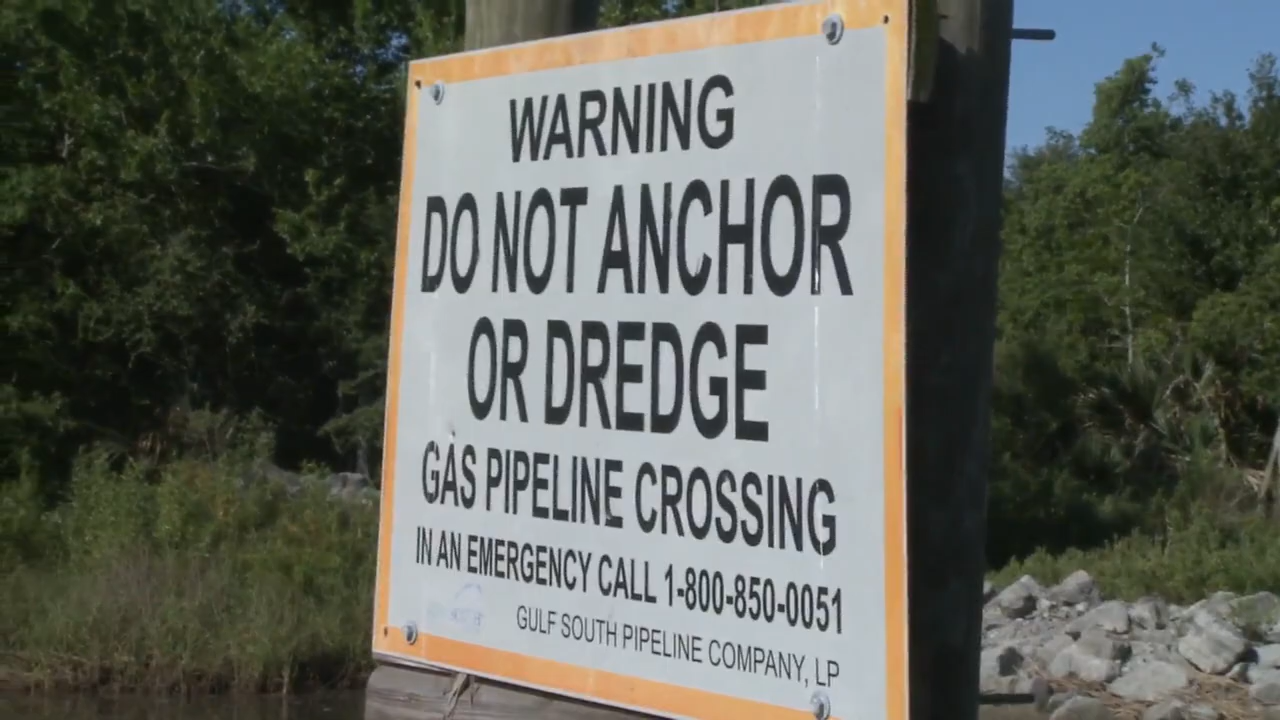 WARNING
DO NOT ANCHOR
OR DREDGE
GAS PIPELINE CROSSING
IN AN EMERGENCY CALL 1-800-850-0051
GULF SOUTH PIPELINE COMPANY, LP